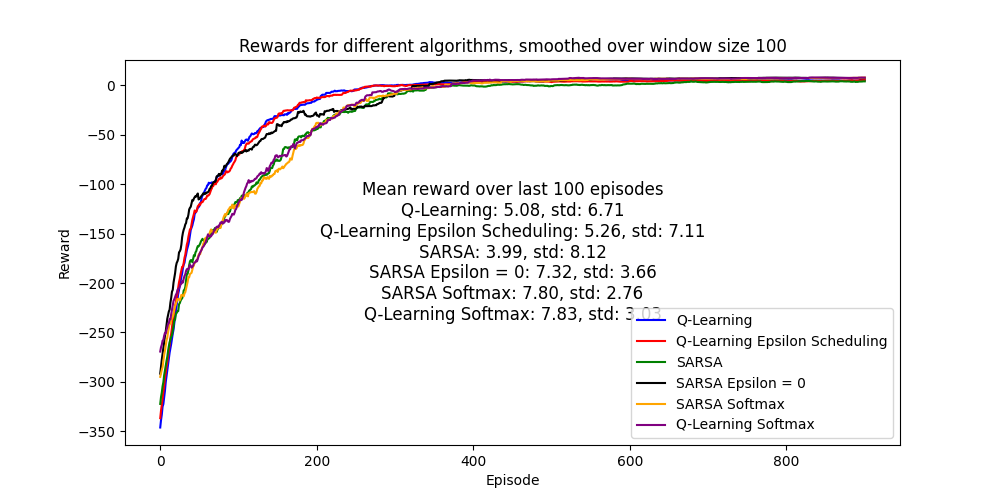 Rewards for different algorithms, smoothed over window size 100
Reward
0
−50
−100
−150
−200
−250
−300
−350
Mean reward over last 100 episodes
Q-Learning: 5.08, std: 6.71
Q-Learning Epsilon Scheduling: 5.26, std: 7.11
SARSA: 3.99, std: 8.12
SARSA Epsilon = 0: 7.32, std: 3.66
SARSA Softmax: 7.80, std: 2.76
Q-Learning Softmax: 7.83, std: 3.03
Q-Learning
Q-Learning Epsilon Scheduling
SARSA
SARSA Epsilon = 0
SARSA Softmax
Q-Learning Softmax
0 200 400 600 800
Episode